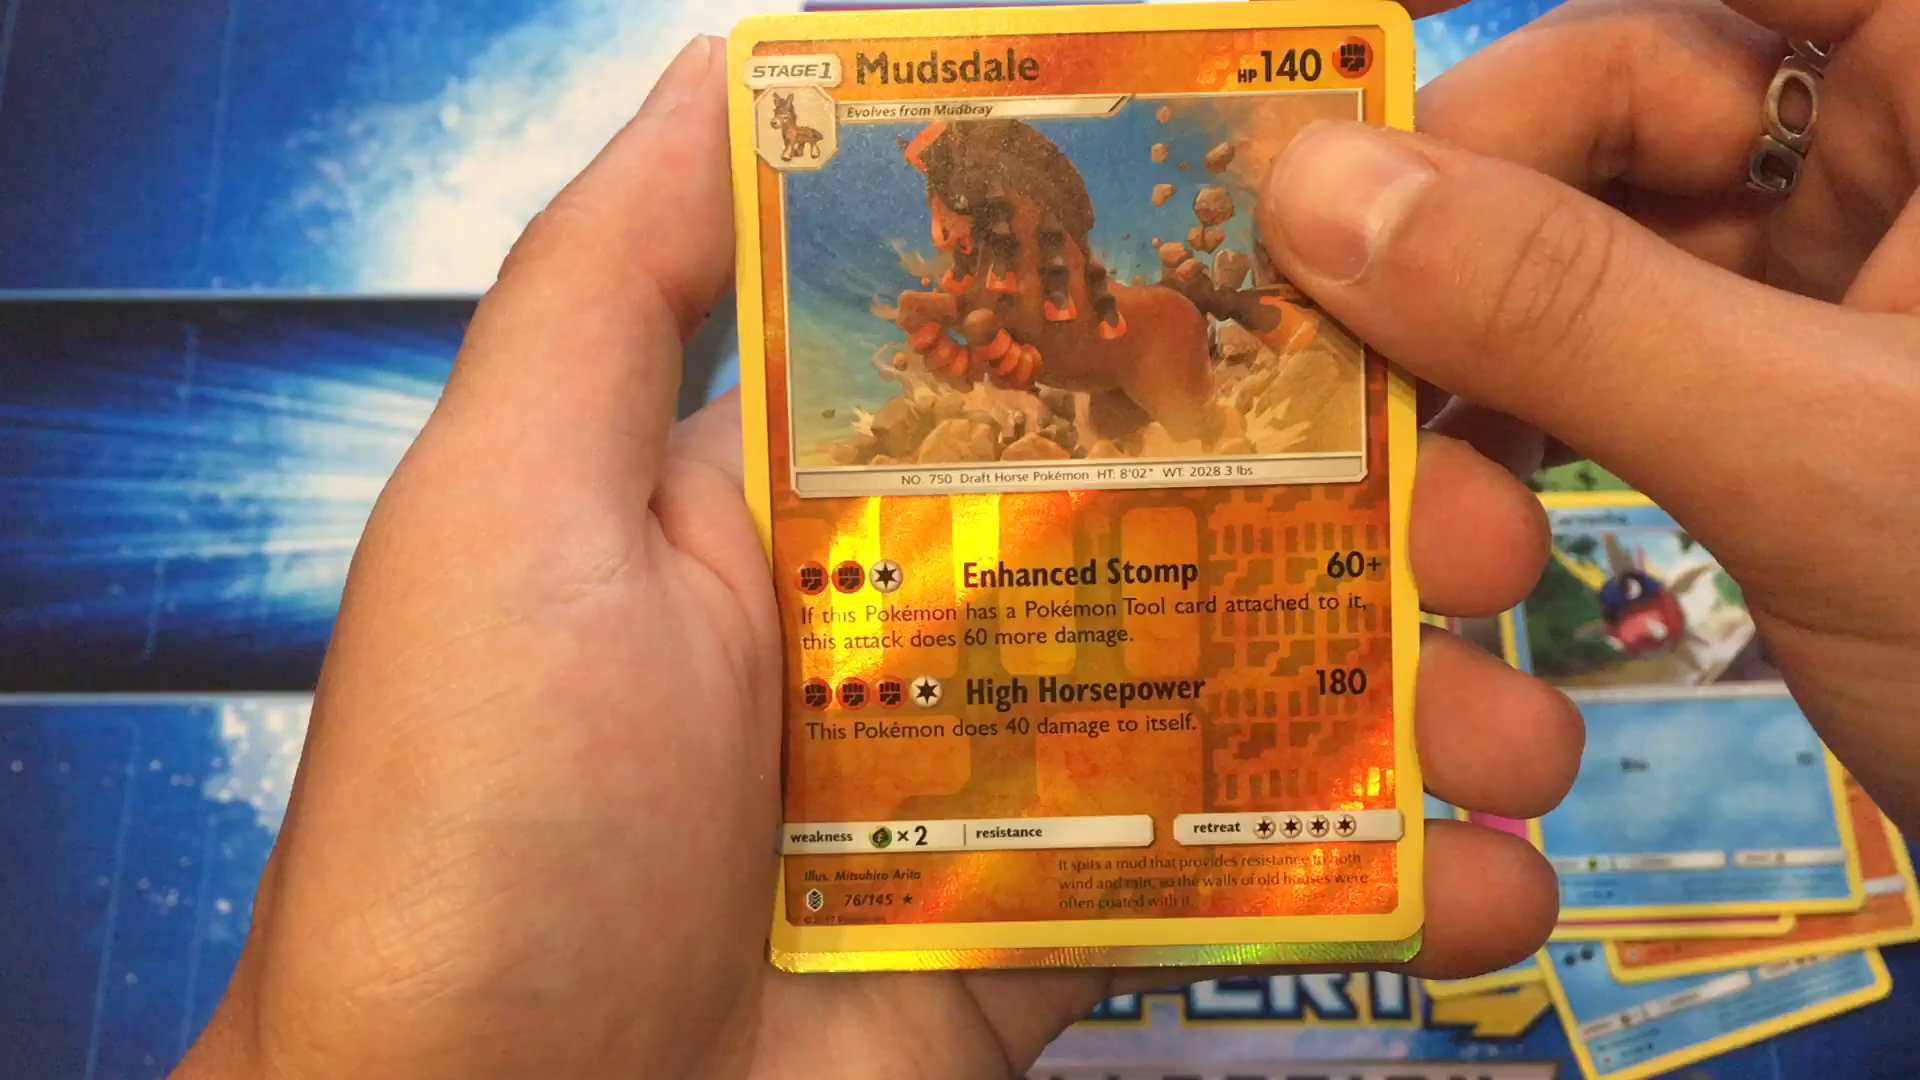 STAGE1
Mudsdale
HP 140
Evolves from Mudbray
NO. 750 Draft Horse Pokémon HT: 8'02" WT: 2028.3 lbs
Enhanced Stomp 60+
If this Pokémon has a Pokémon Tool card attached to it,
this attack does 60 more damage.
High Horsepower 180
This Pokémon does 40 damage to itself.
weakness ×2 resistance
retreat
Illus. Mitsuhiro Arita
76/145
It spits a mud that provides resistance to both
wind and rain, so the walls of old houses were
often coated with it.